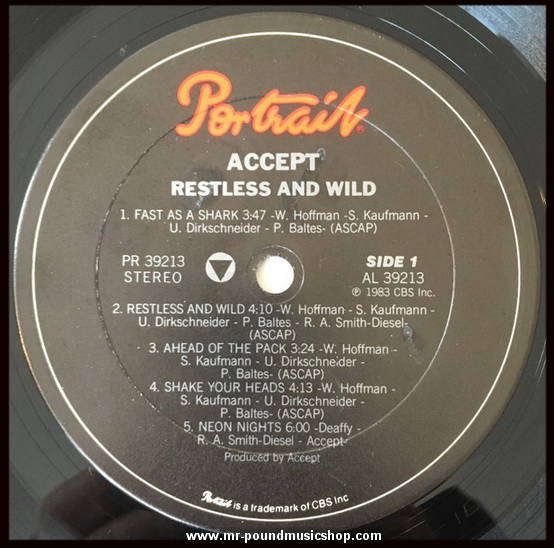 Portrait®
ACCEPT
RESTLESS AND WILD
1. FAST AS A SHARK 3:47 -W. Hoffman -S. Kaufmann -
U. Dirkschneider - P. Baltes- (ASCAP)
PR 39213
STEREO
SIDE 1
AL 39213
℗ 1983 CBS Inc.
2. RESTLESS AND WILD 4:10 -W. Hoffman - S. Kaufmann -
U. Dirkschneider - P. Baltes - R. A. Smith-Diesel-
(ASCAP)
3. AHEAD OF THE PACK 3:24 -W. Hoffman -
S. Kaufmann - U. Dirkschneider -
P. Baltes- (ASCAP)
4. SHAKE YOUR HEADS 4:13 -W. Hoffman -
S. Kaufmann - U. Dirkschneider -
P. Baltes- (ASCAP)
5. NEON NIGHTS 6:00 -Deaffy -
R. A. Smith-Diesel - Accept-
Produced by Accept
Portrait is a trademark of CBS Inc
www.mr-poundmusicshop.com